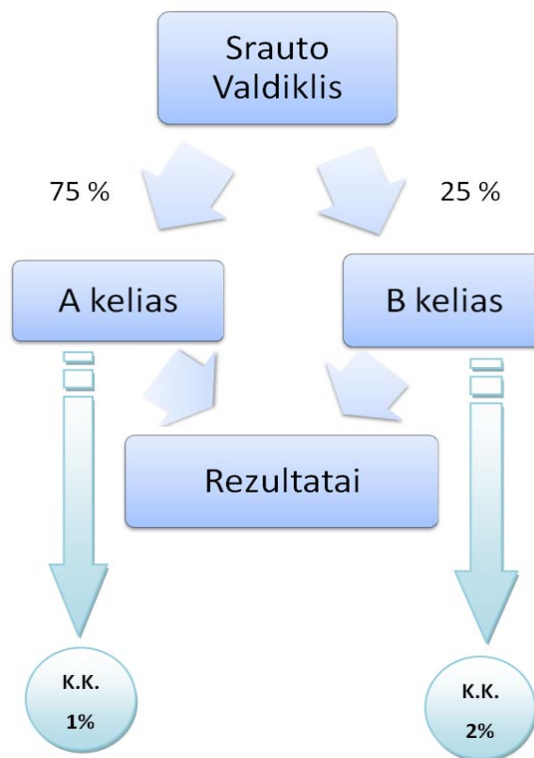 Srauto
Valdiklis
75 %
25 %
A kelias
B kelias
Rezultatai
K.K.
1%
K.K.
2%